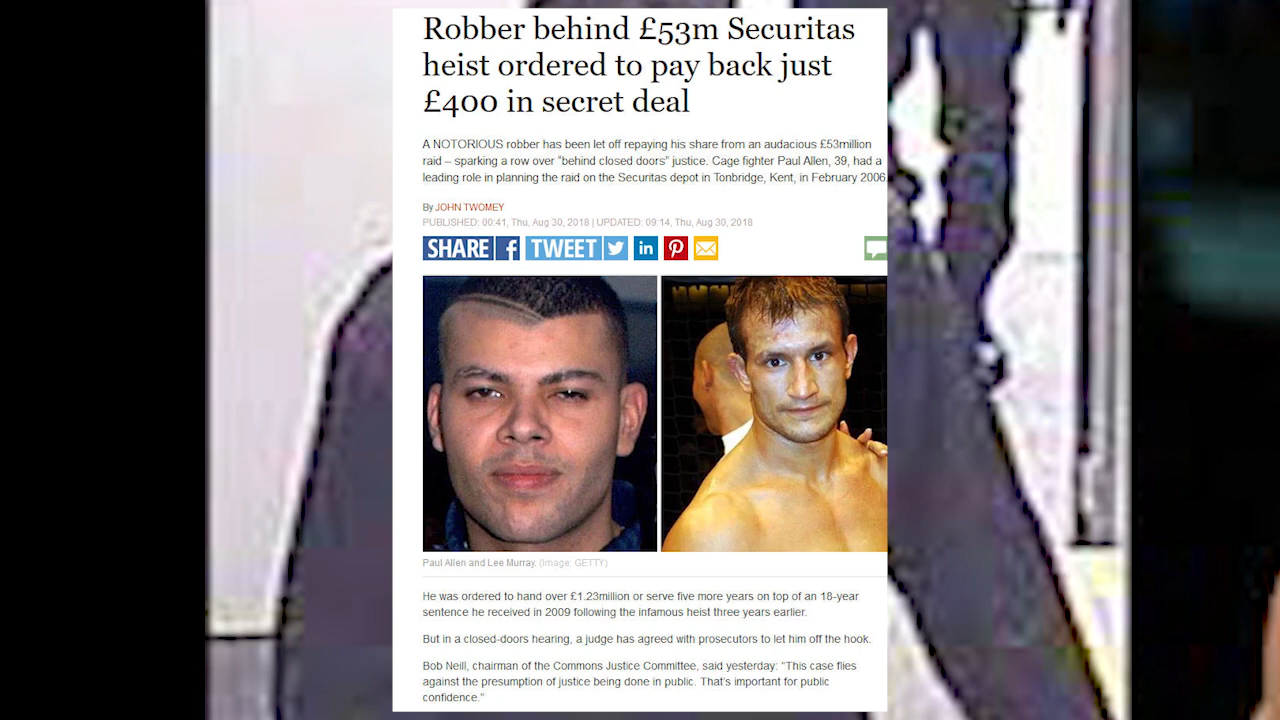 Robber behind £53m Securitas
heist ordered to pay back just
£400 in secret deal
A NOTORIOUS robber has been let off repaying his share from an audacious £53million
raid – sparking a row over “behind closed doors” justice. Cage fighter Paul Allen, 39, had a
leading role in planning the raid on the Securitas depot in Tonbridge, Kent, in February 2006
By JOHN TWOMEY
PUBLISHED: 00:41, Thu, Aug 30, 2018 | UPDATED: 09:14, Thu, Aug 30, 2018
SHARE f TWEET in
Paul Allen and Lee Murray. (Image: GETTY)
He was ordered to hand over £1.23million or serve five more years on top of an 18-year
sentence he received in 2009 following the infamous heist three years earlier.
But in a closed-doors hearing, a judge has agreed with prosecutors to let him off the hook.
Bob Neill, chairman of the Commons Justice Committee, said yesterday: “This case flies
against the presumption of justice being done in public. That’s important for public
confidence.”